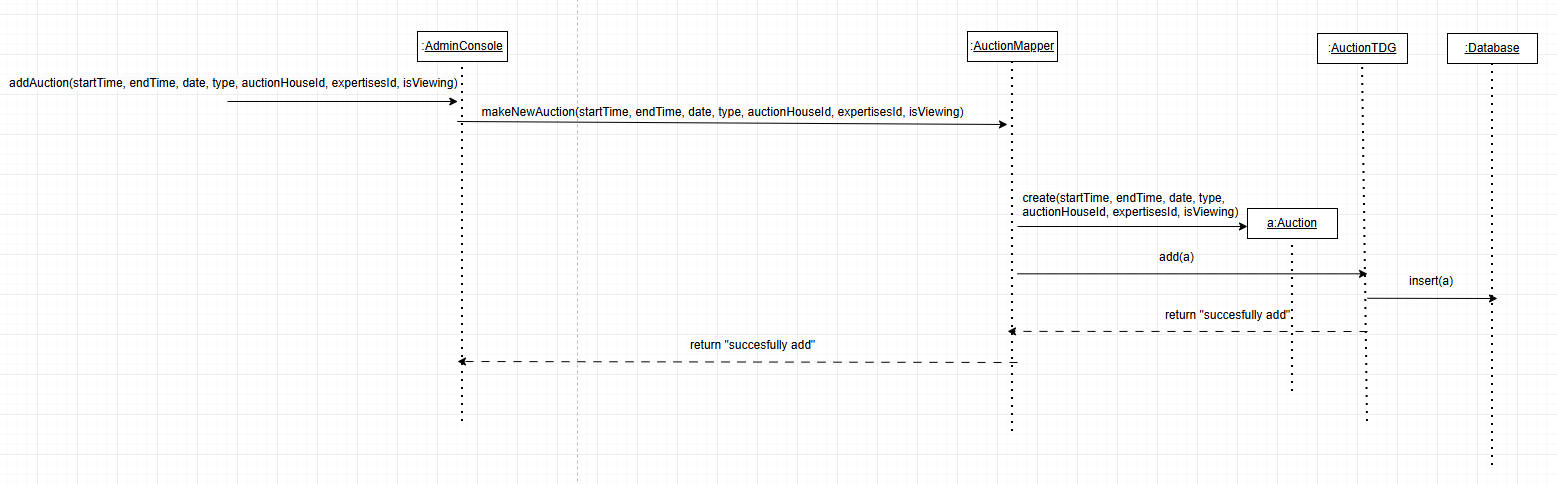 :AdminConsole
:AuctionMapper
:AuctionTDG
:Database
addAuction(startTime, endTime, date, type, auctionHouseId, expertisesId, isViewing)
makeNewAuction(startTime, endTime, date, type, auctionHouseId, expertisesId, isViewing)
create(startTime, endTime, date, type,
auctionHouseId, expertisesId, isViewing)
a:Auction
add(a)
insert(a)
return "succesfully add"
return "succesfully add"